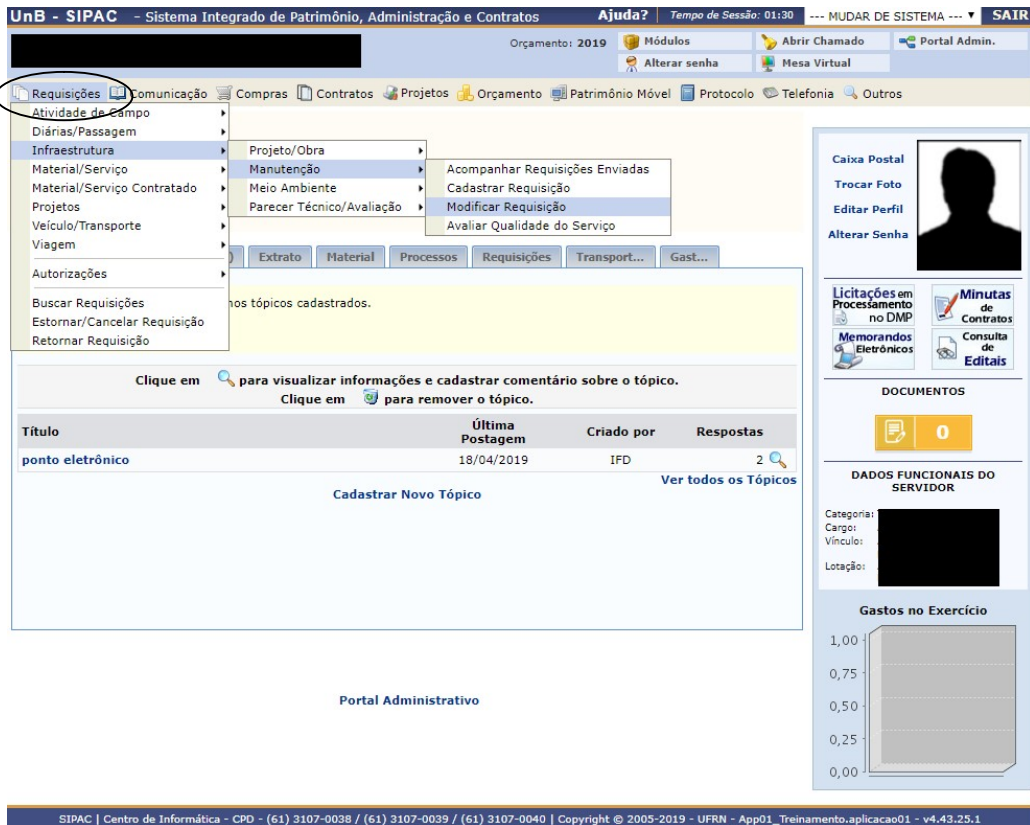 UnB - SIPAC - Sistema Integrado de Patrimônio, Administração e Contratos Ajuda? Tempo de Sessão: 01:30 --- MUDAR DE SISTEMA --- SAIR
Orçamento: 2019 Módulos Abrir Chamado Portal Admin.
Alterar senha Mesa Virtual
Requisições Comunicação Compras Contratos Projetos Orçamento Patrimônio Móvel Protocolo Telefonia Outros
Atividade de Campo
Diárias/Passagem
Infraestrutura
Material/Serviço
Material/Serviço Contratado
Projetos
Veículo/Transporte
Viagem
Autorizações
Buscar Requisições
Estornar/Cancelar Requisição
Retornar Requisição
Projeto/Obra
Manutenção
Meio Ambiente
Parecer Técnico/Avaliação
Acompanhar Requisições Enviadas
Cadastrar Requisição
Modificar Requisição
Avaliar Qualidade do Serviço
) Extrato Material Processos Requisições Transport... Gast...
nos tópicos cadastrados.
Clique em para visualizar informações e cadastrar comentário sobre o tópico.
Clique em para remover o tópico.
Título Última Postagem Criado por Respostas
ponto eletrônico 18/04/2019 IFD 2
Ver todos os Tópicos
Cadastrar Novo Tópico
Portal Administrativo
Caixa Postal
Trocar Foto
Editar Perfil
Alterar Senha
Licitações em
Processamento
no DMP
Minutas
de
Contratos
Memorandos
Eletrônicos
Consulta
de
Editais
DOCUMENTOS
0
DADOS FUNCIONAIS DO
SERVIDOR
Categoria:
Cargo:
Vínculo:
Lotação:
Gastos no Exercício
1,00
0,75
0,50
0,25
0,00
SIPAC | Centro de Informática - CPD - (61) 3107-0038 / (61) 3107-0039 / (61) 3107-0040 | Copyright © 2005-2019 - UFRN - App01_Treinamento.aplicacao01 - v4.43.25.1